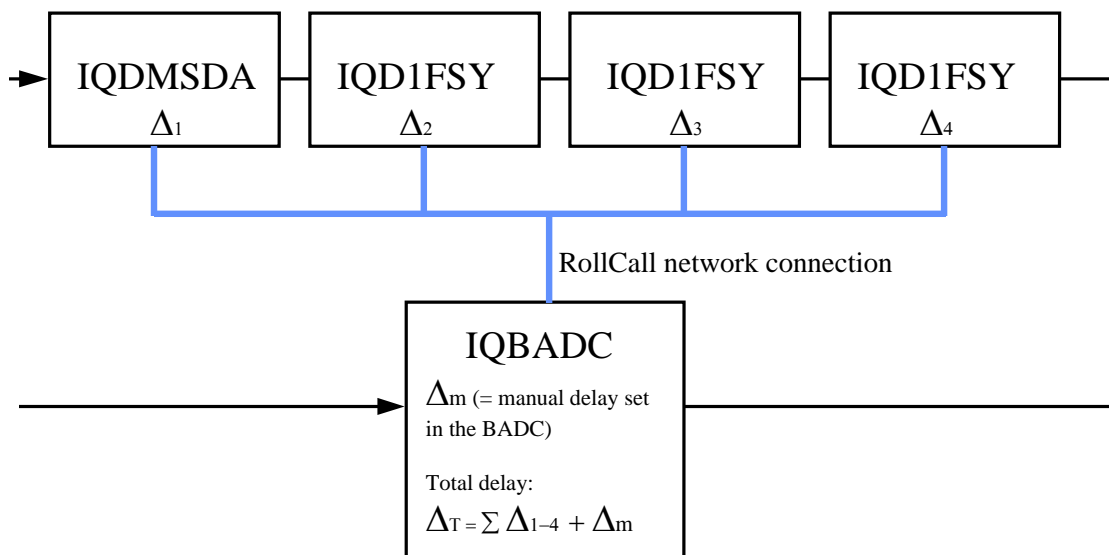 IQDMSDA
Δ1
IQD1FSY
Δ2
IQD1FSY
Δ3
IQD1FSY
Δ4
RollCall network connection
IQBADC
Δm (= manual delay set
in the BADC)
Total delay:
ΔT = ∑ Δ1–4 + Δm